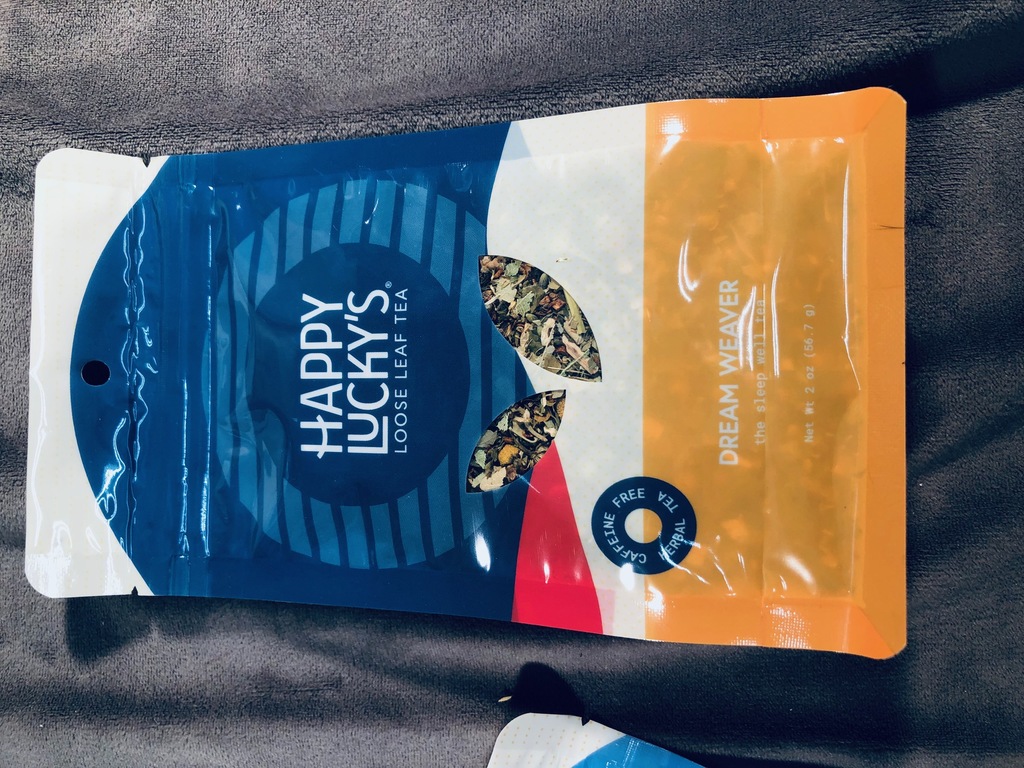 HAPPY
LUCKY'S®
LOOSE LEAF TEA
CAFFEINE FREE
HERBAL TEA
DREAM WEAVER
the sleep well tea
Net Wt 2 oz (56.7 g)